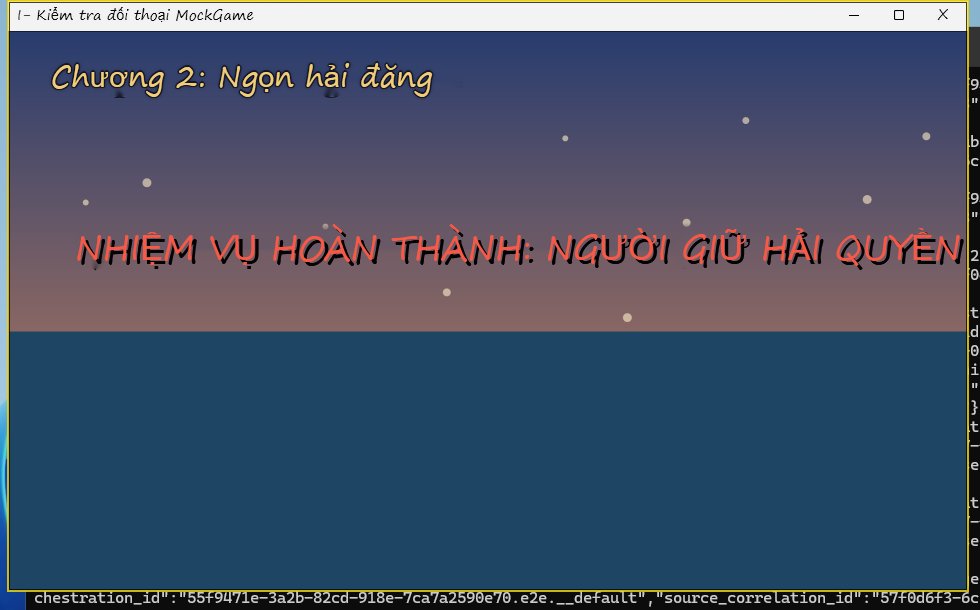 I- Kiểm tra đối thoại MockGame
Chương 2: Ngọn hải đăng
NHIỆM VỤ HOÀN THÀNH: NGƯỜI GIỮ HẢI QUYỀN
chestration_id":"55f9471e-3a2b-82cd-918e-7ca7a2590e70.e2e.__default","source_correlation_id":"57f0d6f3-6